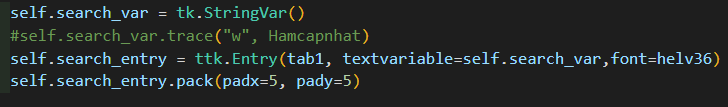 self.search_var = tk.StringVar()
#self.search_var.trace("w", Hamcapnhat)
self.search_entry = ttk.Entry(tab1, textvariable=self.search_var,font=helv36)
self.search_entry.pack(padx=5, pady=5)